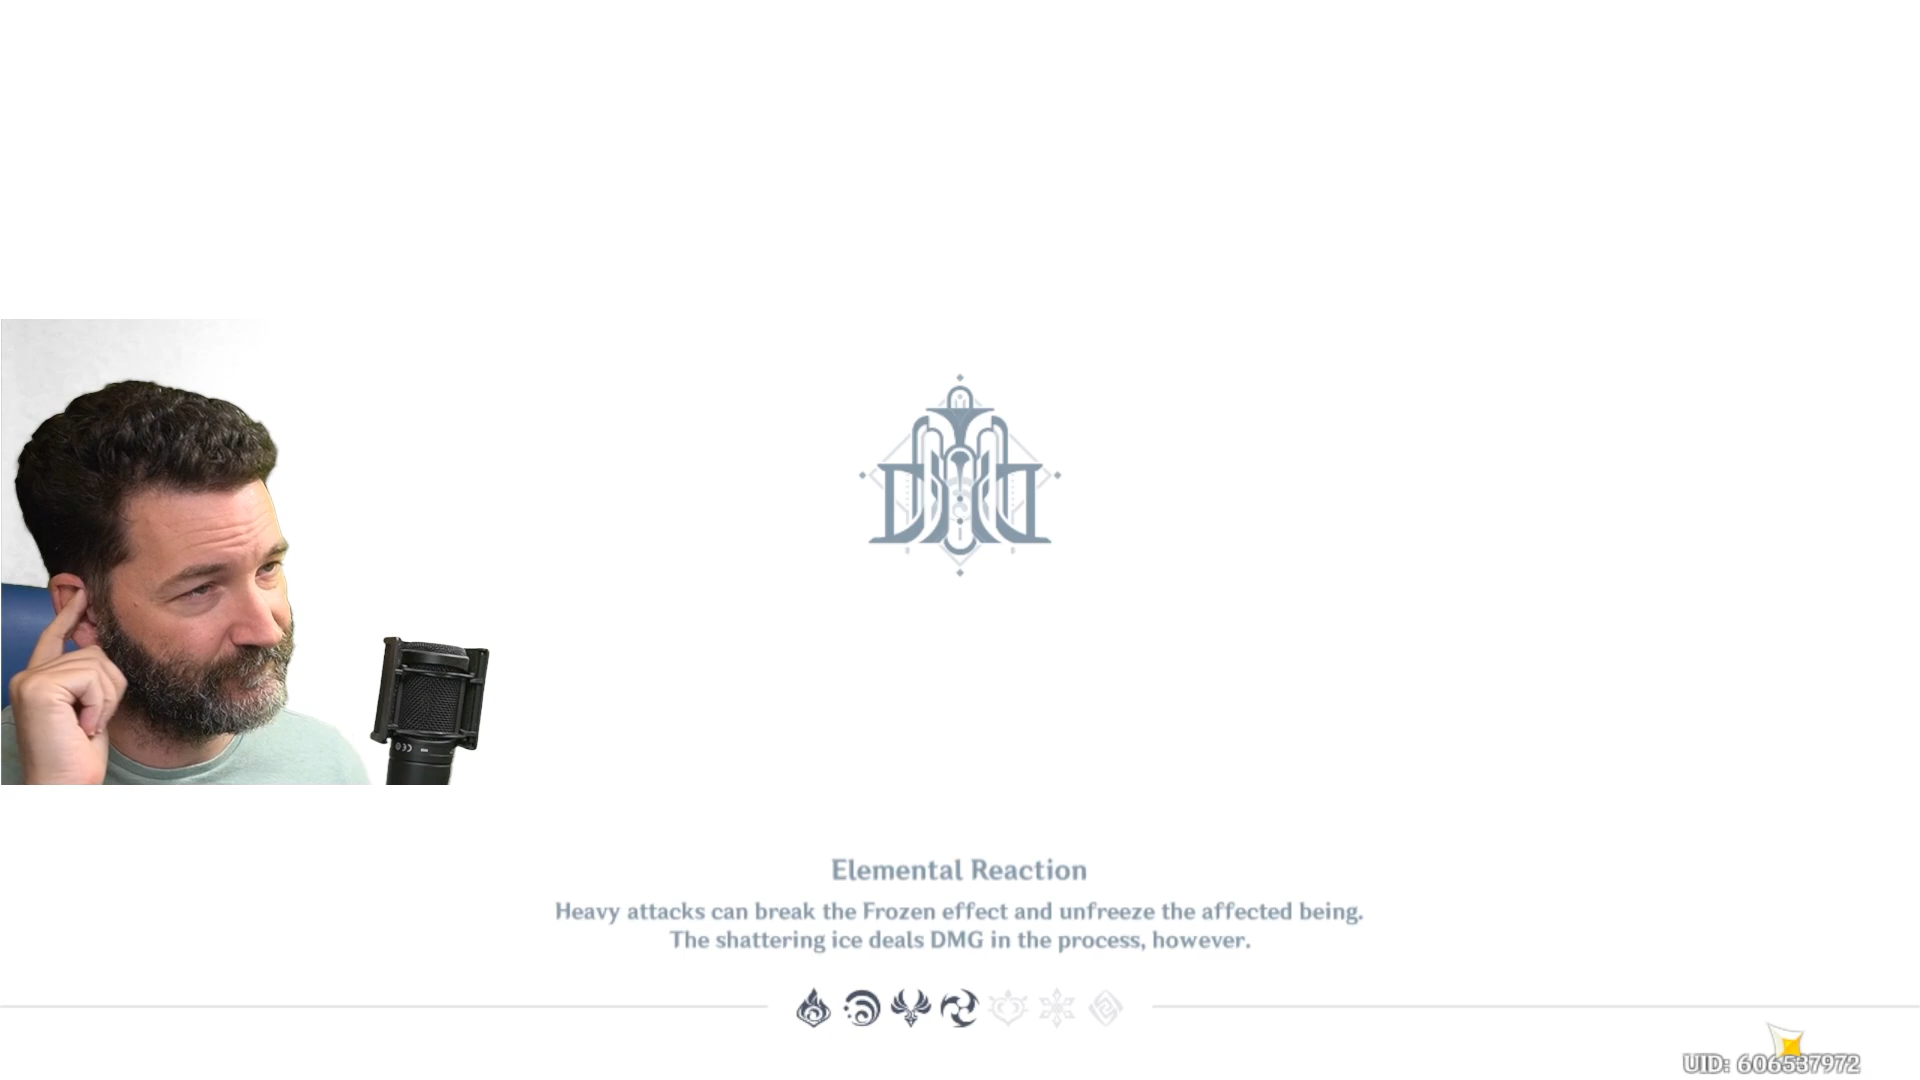 Elemental Reaction
Heavy attacks can break the Frozen effect and unfreeze the affected being.
The shattering ice deals DMG in the process, however.
UID: 606537972